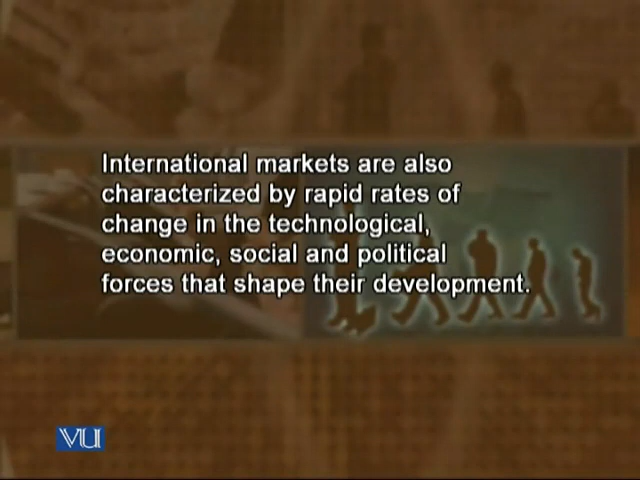 International markets are also
characterized by rapid rates of
change in the technological,
economic, social and political
forces that shape their development.
VU